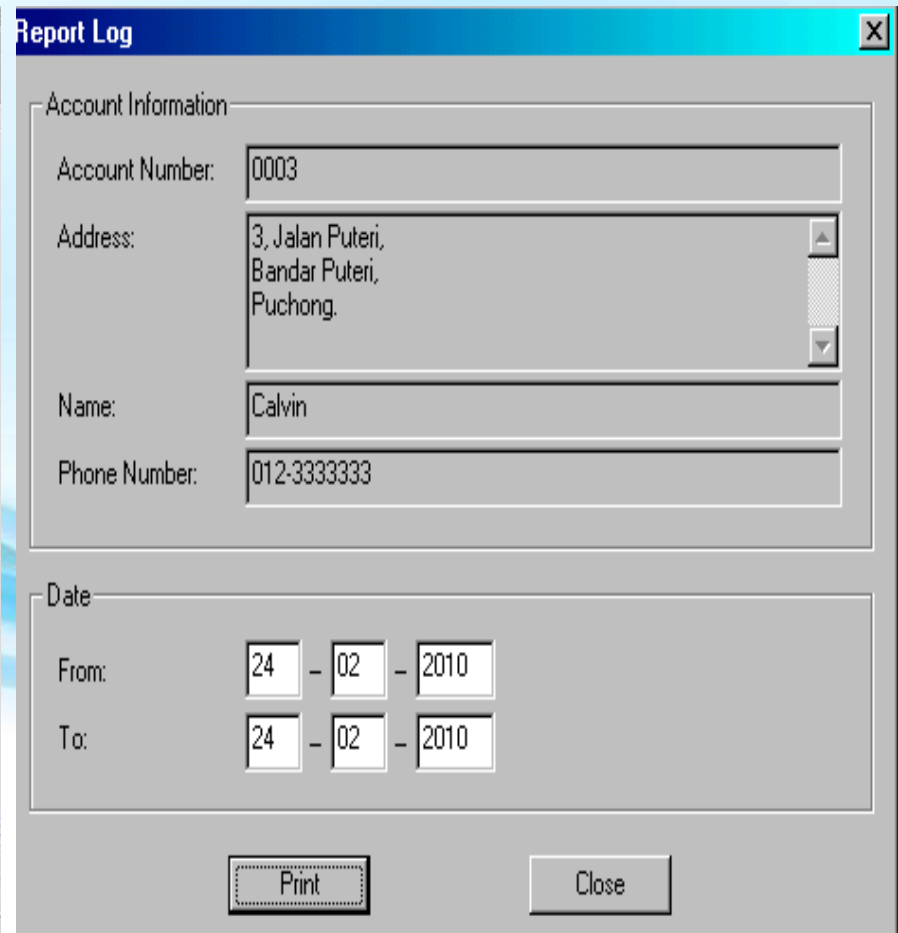 Report Log
Account Information
Account Number: 0003
Address: 3, Jalan Puteri,
Bandar Puteri,
Puchong.
Name: Calvin
Phone Number: 012-3333333
Date
From: 24 – 02 – 2010
To: 24 – 02 – 2010
Print Close